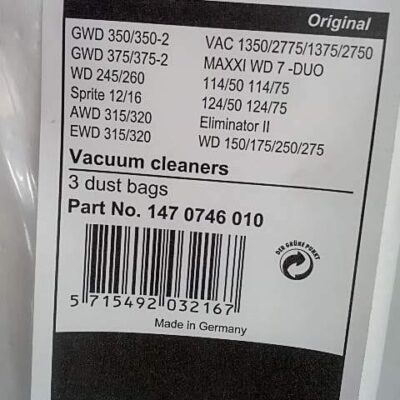 Original
GWD 350/350-2
GWD 375/375-2
WD 245/260
Sprite 12/16
AWD 315/320
EWD 315/320
VAC 1350/2775/1375/2750
MAXXI WD 7 -DUO
114/50 114/75
124/50 124/75
Eliminator II
WD 150/175/250/275
Vacuum cleaners
3 dust bags
Part No. 147 0746 010
DER GRÜNE PUNKT
5 715492 032167
Made in Germany